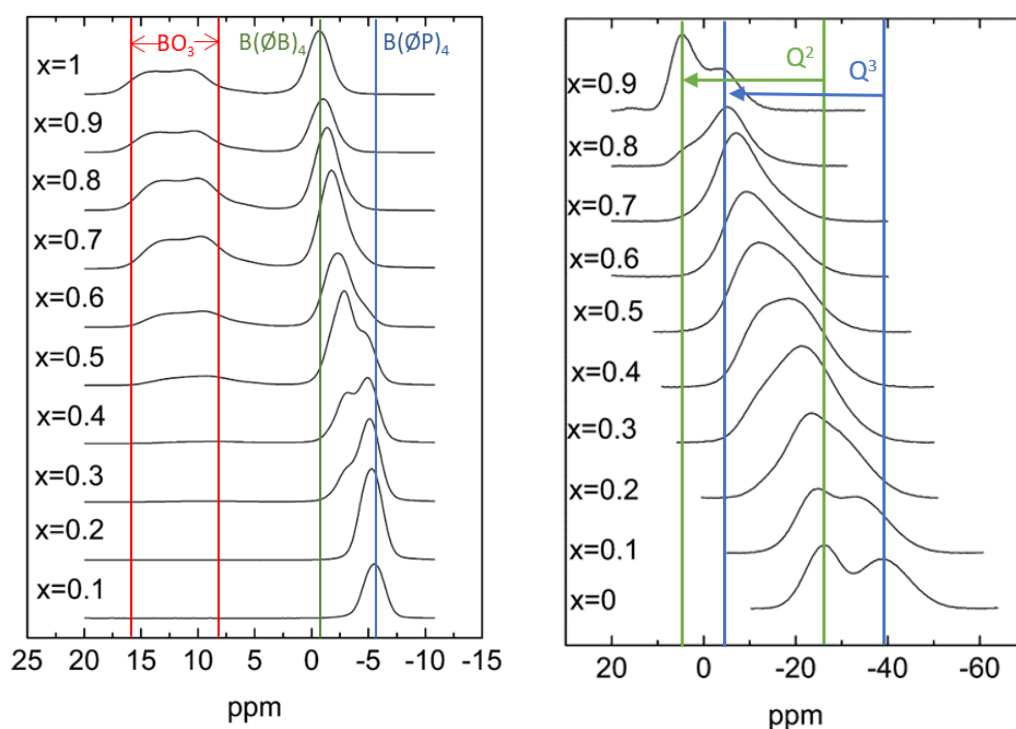 BO₃
B(ØB)₄
B(ØP)₄
x=1
x=0.9
x=0.8
x=0.7
x=0.6
x=0.5
x=0.4
x=0.3
x=0.2
x=0.1
25 20 15 10 5 0 -5 -10 -15
ppm
Q²
Q³
x=0.9
x=0.8
x=0.7
x=0.6
x=0.5
x=0.4
x=0.3
x=0.2
x=0.1
x=0
20 0 -20 -40 -60
ppm